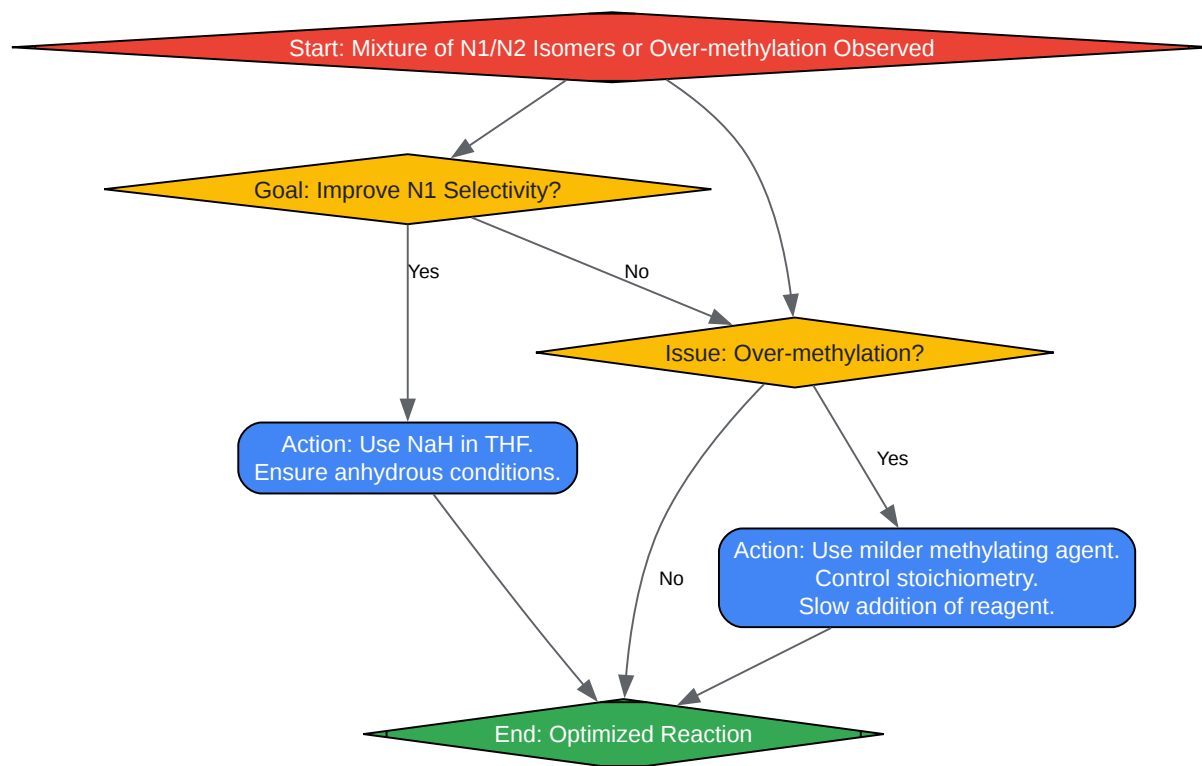 Start: Mixture of N1/N2 Isomers or Over-methylation Observed
Goal: Improve N1 Selectivity?
Yes
No
Issue: Over-methylation?
Action: Use NaH in THF.
Ensure anhydrous conditions.
Yes
Action: Use milder methylating agent.
Control stoichiometry.
Slow addition of reagent.
No
End: Optimized Reaction